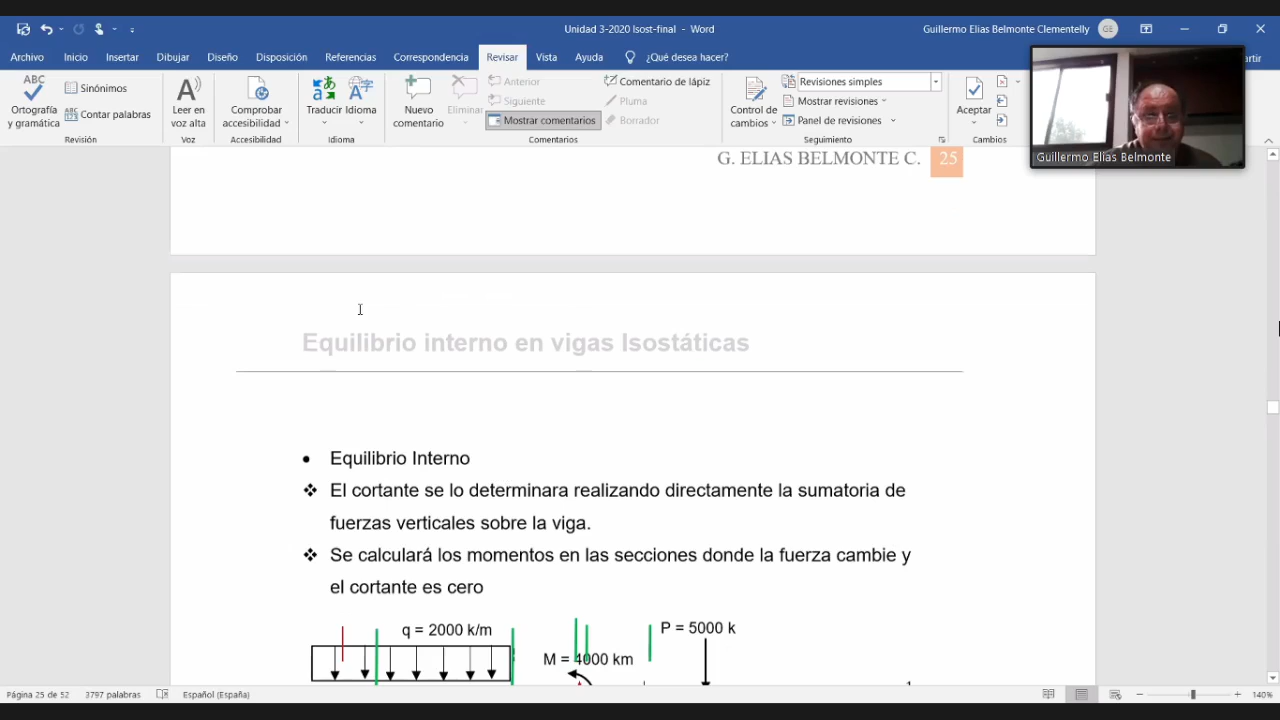 Unidad 3-2020 Isost-final - Word
Guillermo Elias Belmonte Clementelly
GE
Archivo Inicio Insertar Dibujar Diseño Disposición Referencias Correspondencia Revisar Vista Ayuda ¿Qué desea hacer?
ABC
Ortografía y gramática
Sinónimos
ABC Contar palabras
Revisión
Leer en voz alta
Voz
Comprobar accesibilidad
Accesibilidad
Traducir
Idioma
Idioma
Nuevo comentario
Eliminar
Anterior
Siguiente
Mostrar comentarios
Comentario de lápiz
Pluma
Borrador
Comentarios
Control de cambios
Revisiones simples
Mostrar revisiones
Panel de revisiones
Seguimiento
Aceptar
Cambios
Guillermo Elias Belmonte
G. ELIAS BELMONTE C. 25
Equilibrio interno en vigas Isostáticas
• Equilibrio Interno
❖ El cortante se lo determinara realizando directamente la sumatoria de
fuerzas verticales sobre la viga.
❖ Se calculará los momentos en las secciones donde la fuerza cambie y
el cortante es cero
q = 2000 k/m
P = 5000 k
M = 4000 km
Página 25 de 52 3797 palabras Español (España) 140%